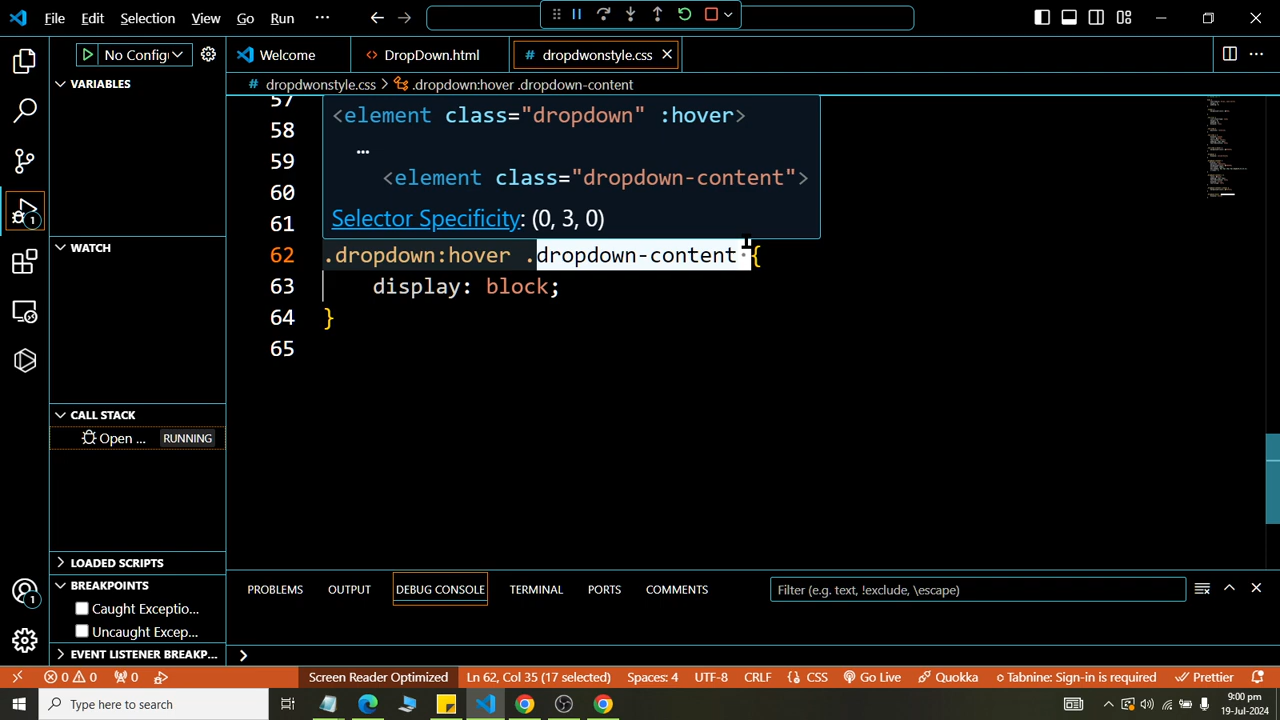 File Edit Selection View Go Run ···
No Config
Welcome
DropDown.html
# dropdwonstyle.css
VARIABLES
# dropdwonstyle.css > .dropdown:hover .dropdown-content
57
58
59
60
61
<element class="dropdown" :hover>
…
<element class="dropdown-content">
Selector Specificity: (0, 3, 0)
62 .dropdown:hover .dropdown-content {
63 display: block;
64 }
65
WATCH
CALL STACK
Open ... RUNNING
LOADED SCRIPTS
BREAKPOINTS
Caught Exceptio...
Uncaught Excep...
EVENT LISTENER BREAKP...
PROBLEMS OUTPUT DEBUG CONSOLE TERMINAL PORTS COMMENTS
Filter (e.g. text, !exclude, \escape)
0 0 0 Screen Reader Optimized Ln 62, Col 35 (17 selected) Spaces: 4 UTF-8 CRLF {} CSS Go Live Quokka Tabnine: Sign-in is required Prettier
Type here to search
9:00 pm
19-Jul-2024